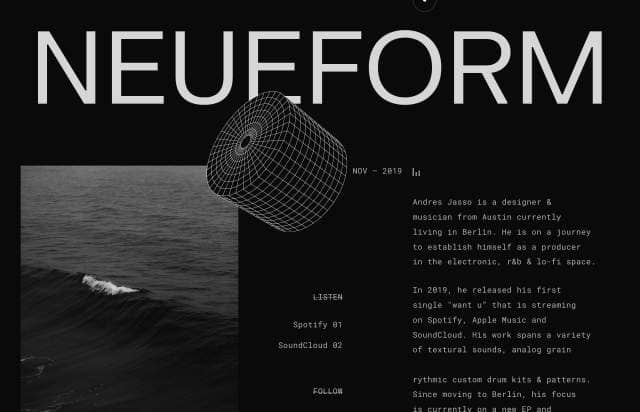 NEUEFORM
NOV — 2019
Andres Jasso is a designer &
musician from Austin currently
living in Berlin. He is on a journey
to establish himself as a producer
in the electronic, r&b & lo-fi space.
LISTEN
Spotify 01
SoundCloud 02
In 2019, he released his first
single "want u" that is streaming
on Spotify, Apple Music and
SoundCloud. His work spans a variety
of textural sounds, analog grain
FOLLOW
rythmic custom drum kits & patterns.
Since moving to Berlin, his focus
is currently on a new EP and